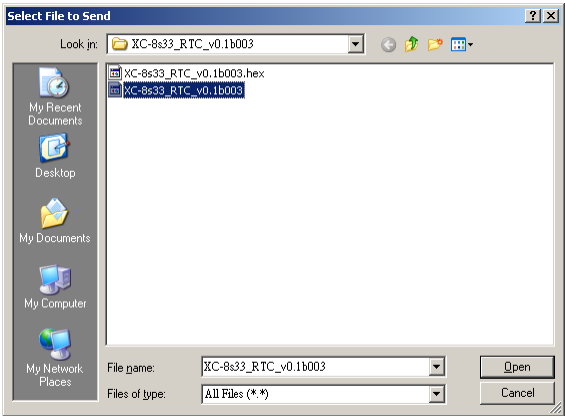 Select File to Send
Look in:
XC-8s33_RTC_v0.1b003
XC-8s33_RTC_v0.1b003.hex
XC-8s33_RTC_v0.1b003
My Recent
Documents
Desktop
My Documents
My Computer
My Network
Places
File name:
XC-8s33_RTC_v0.1b003
Open
Files of type:
All Files (*.*)
Cancel